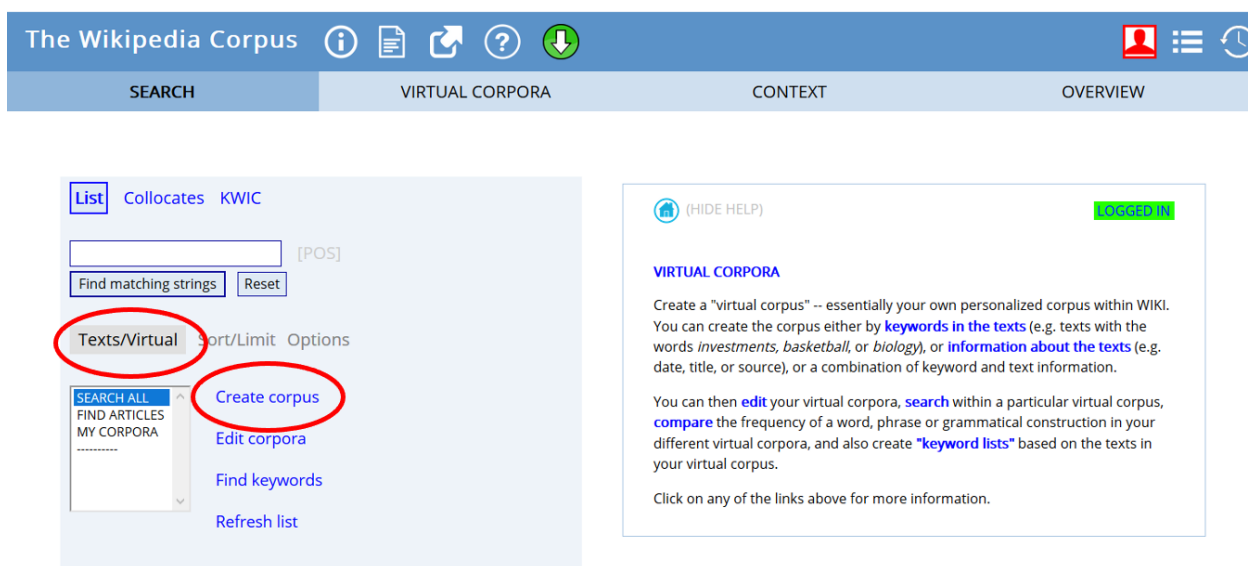 The Wikipedia Corpus
SEARCH VIRTUAL CORPORA CONTEXT OVERVIEW
List Collocates KWIC
[POS]
Find matching strings Reset
Texts/Virtual Sort/Limit Options
SEARCH ALL
FIND ARTICLES
MY CORPORA
----------
Create corpus
Edit corpora
Find keywords
Refresh list
(HIDE HELP) LOGGED IN
VIRTUAL CORPORA
Create a "virtual corpus" -- essentially your own personalized corpus within WIKI.
You can create the corpus either by keywords in the texts (e.g. texts with the
words investments, basketball, or biology), or information about the texts (e.g.
date, title, or source), or a combination of keyword and text information.
You can then edit your virtual corpora, search within a particular virtual corpus,
compare the frequency of a word, phrase or grammatical construction in your
different virtual corpora, and also create "keyword lists" based on the texts in
your virtual corpus.
Click on any of the links above for more information.